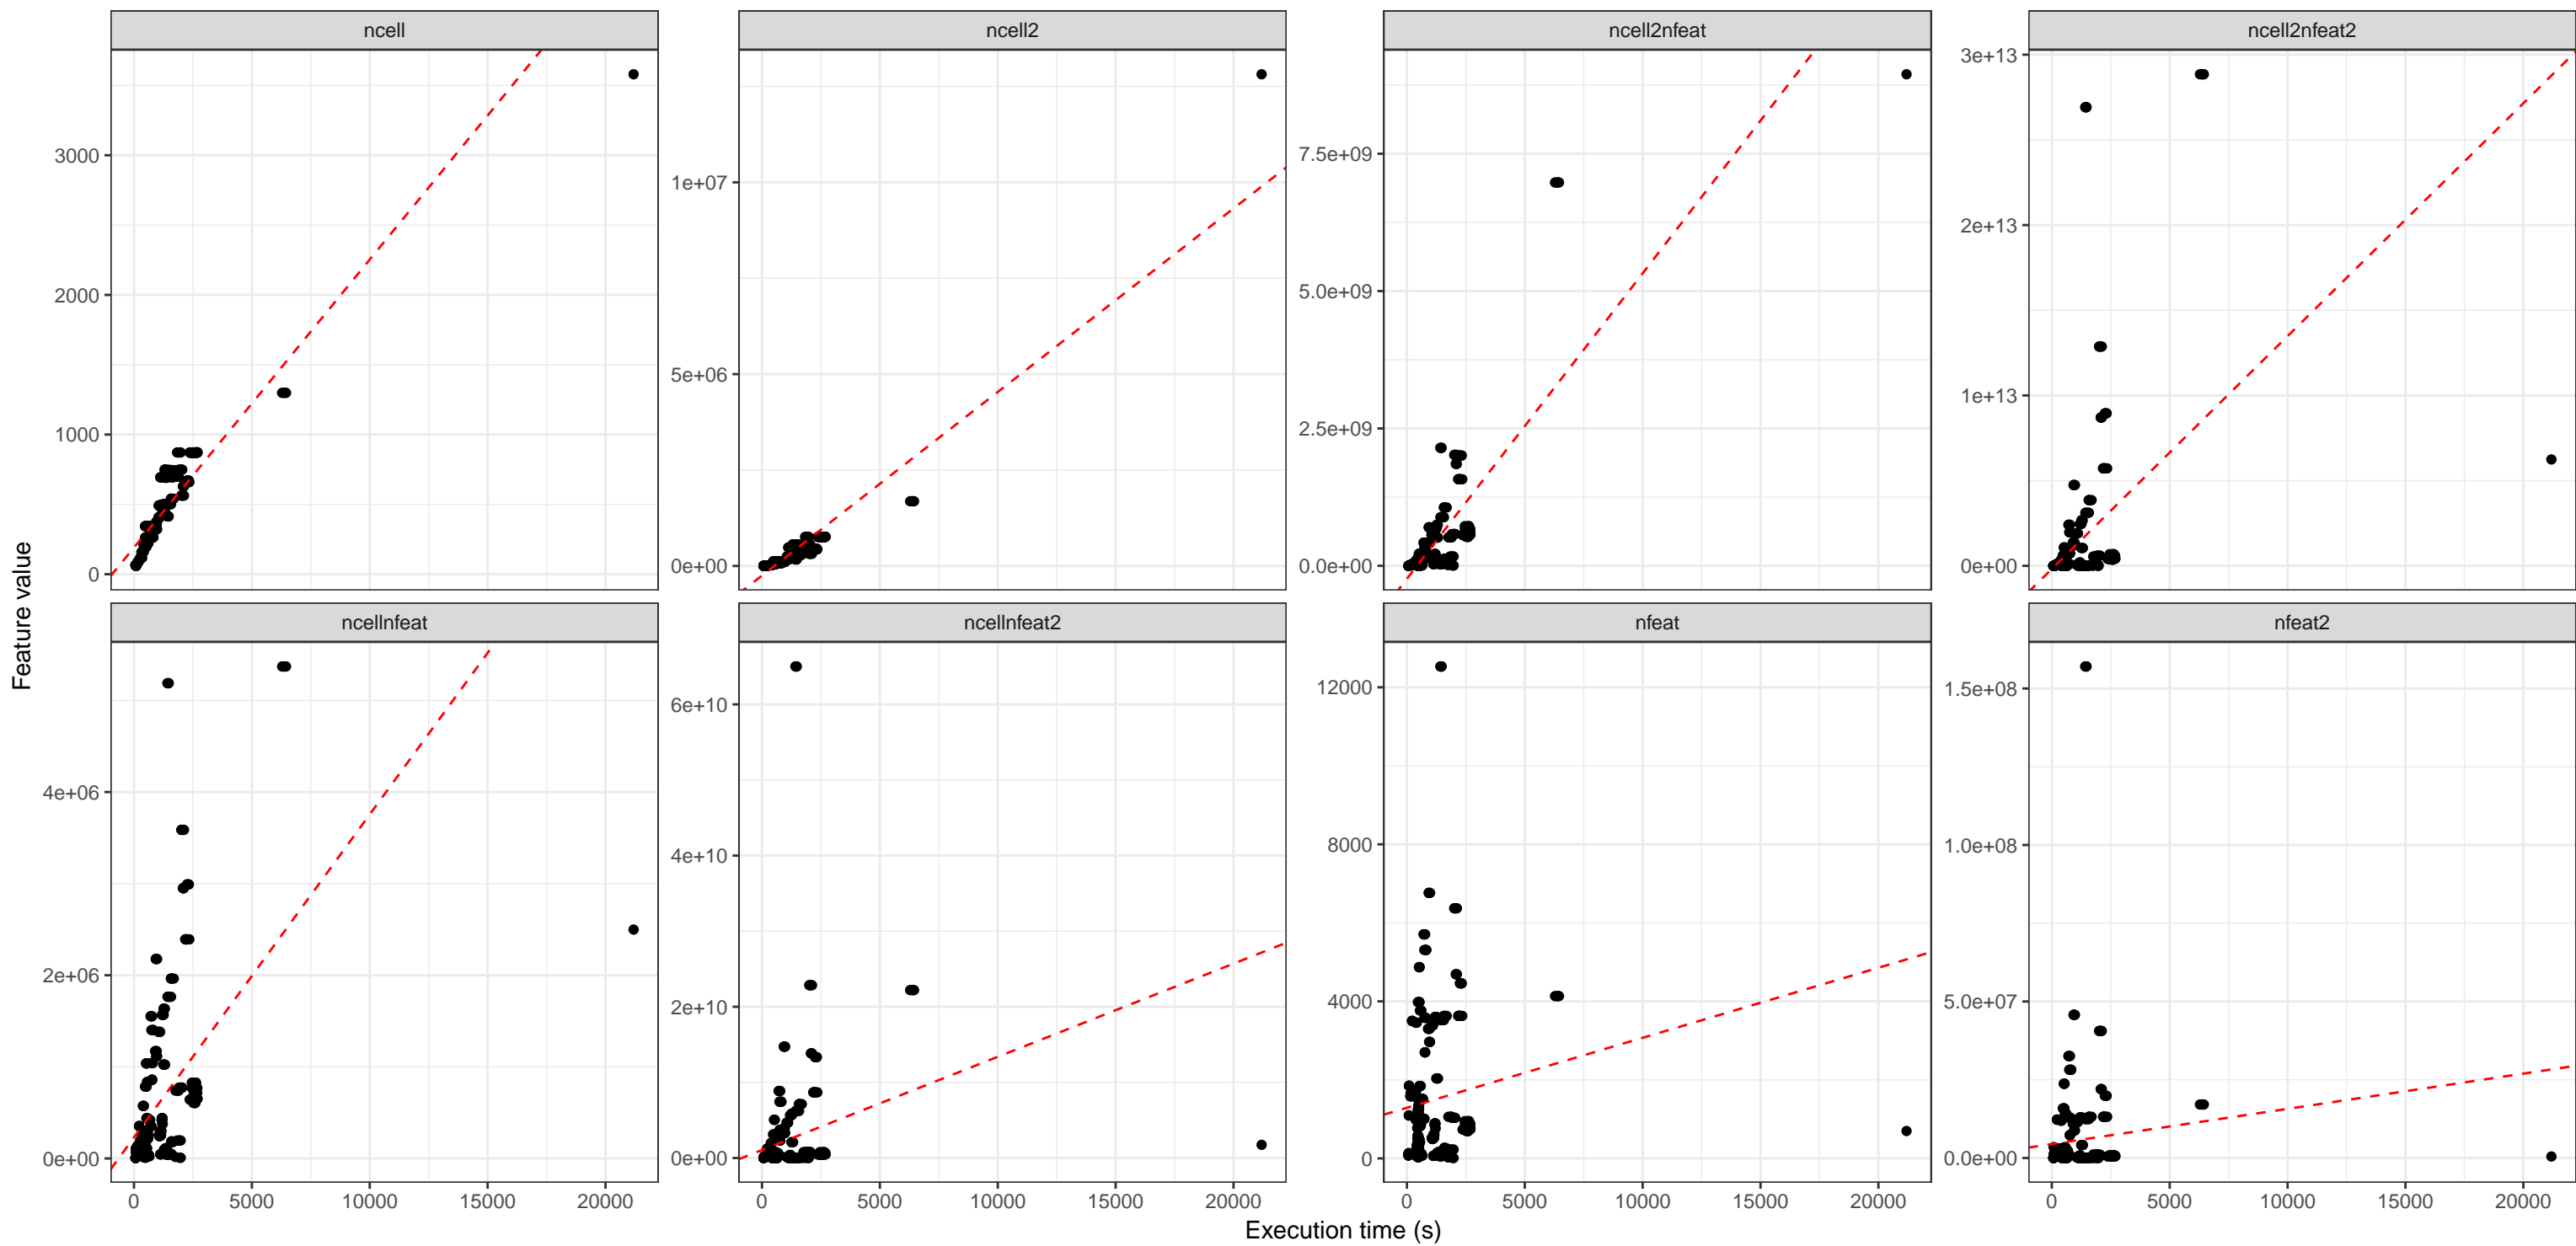 ncell
ncell2
ncell2nfeat
ncell2nfeat2
3000
2000
1000
0
1e+07
5e+06
0e+00
7.5e+09
5.0e+09
2.5e+09
0.0e+00
3e+13
2e+13
1e+13
0e+00
Feature value
ncellnfeat
ncellnfeat2
nfeat
nfeat2
4e+06
2e+06
0e+00
6e+10
4e+10
2e+10
0e+00
12000
8000
4000
0
1.5e+08
1.0e+08
5.0e+07
0.0e+00
0 5000 10000 15000 20000
0 5000 10000 15000 20000
0 5000 10000 15000 20000
0 5000 10000 15000 20000
Execution time (s)